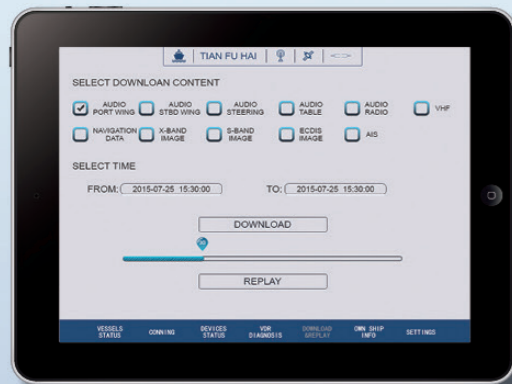 TIAN FU HAI
SELECT DOWNLOAN CONTENT
AUDIO PORT WING AUDIO STBD WING AUDIO STEERING AUDIO TABLE AUDIO RADIO VHF
NAVIGATION DATA X-BAND IMAGE S-BAND IMAGE ECDIS IMAGE AIS
SELECT TIME
FROM: 2015-07-25 15:30:00 TO: 2015-07-25 15:30:00
DOWNLOAD
REPLAY
VESSELS STATUS CONNING DEVICES STATUS VDR DIAGNOSIS DOWNLOAD &REPLAY OWN SHIP INFO SETTINGS